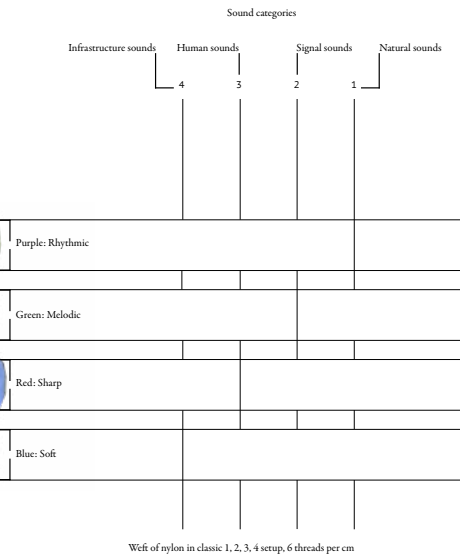 Sound categories
Infrastructure sounds Human sounds Signal sounds Natural sounds
4 3 2 1
Purple: Rhythmic
Green: Melodic
Red: Sharp
Blue: Soft
Weft of nylon in classic 1, 2, 3, 4 setup, 6 threads per cm